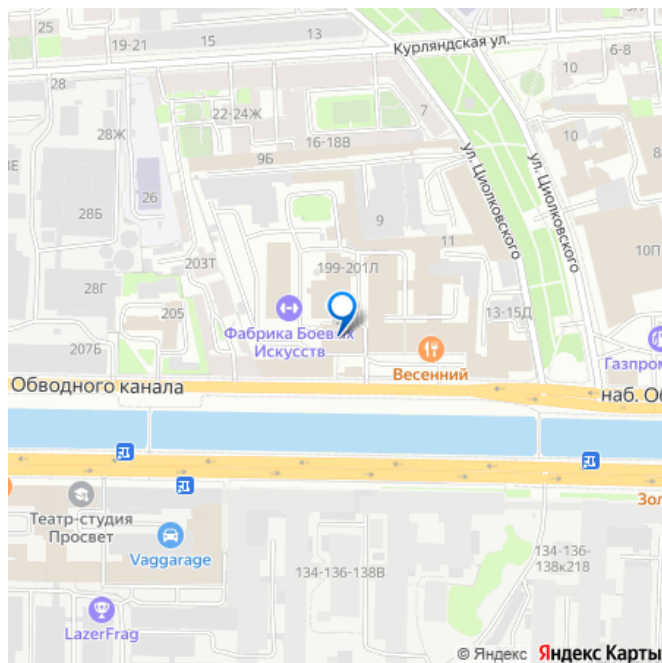 19-21
15
13
Курляндская ул.
6-8
28
10
22-24Ж
7
28Ж
16-18В
10
9Б
ул. Циолковского
ул. Циолковского
26
28Б
9
11
10П
203Т
199-201Л
28Г
205
13-15Д
207Б
Фабрика Боевых
Искусств
Весенний
Газпром
Обводного канала
наб. Об
Театр-студия
Просвет
Vaggarage
Зол
134-136-
138к218
134-136-138В
LazerFrag
© Яндекс Яндекс Карты